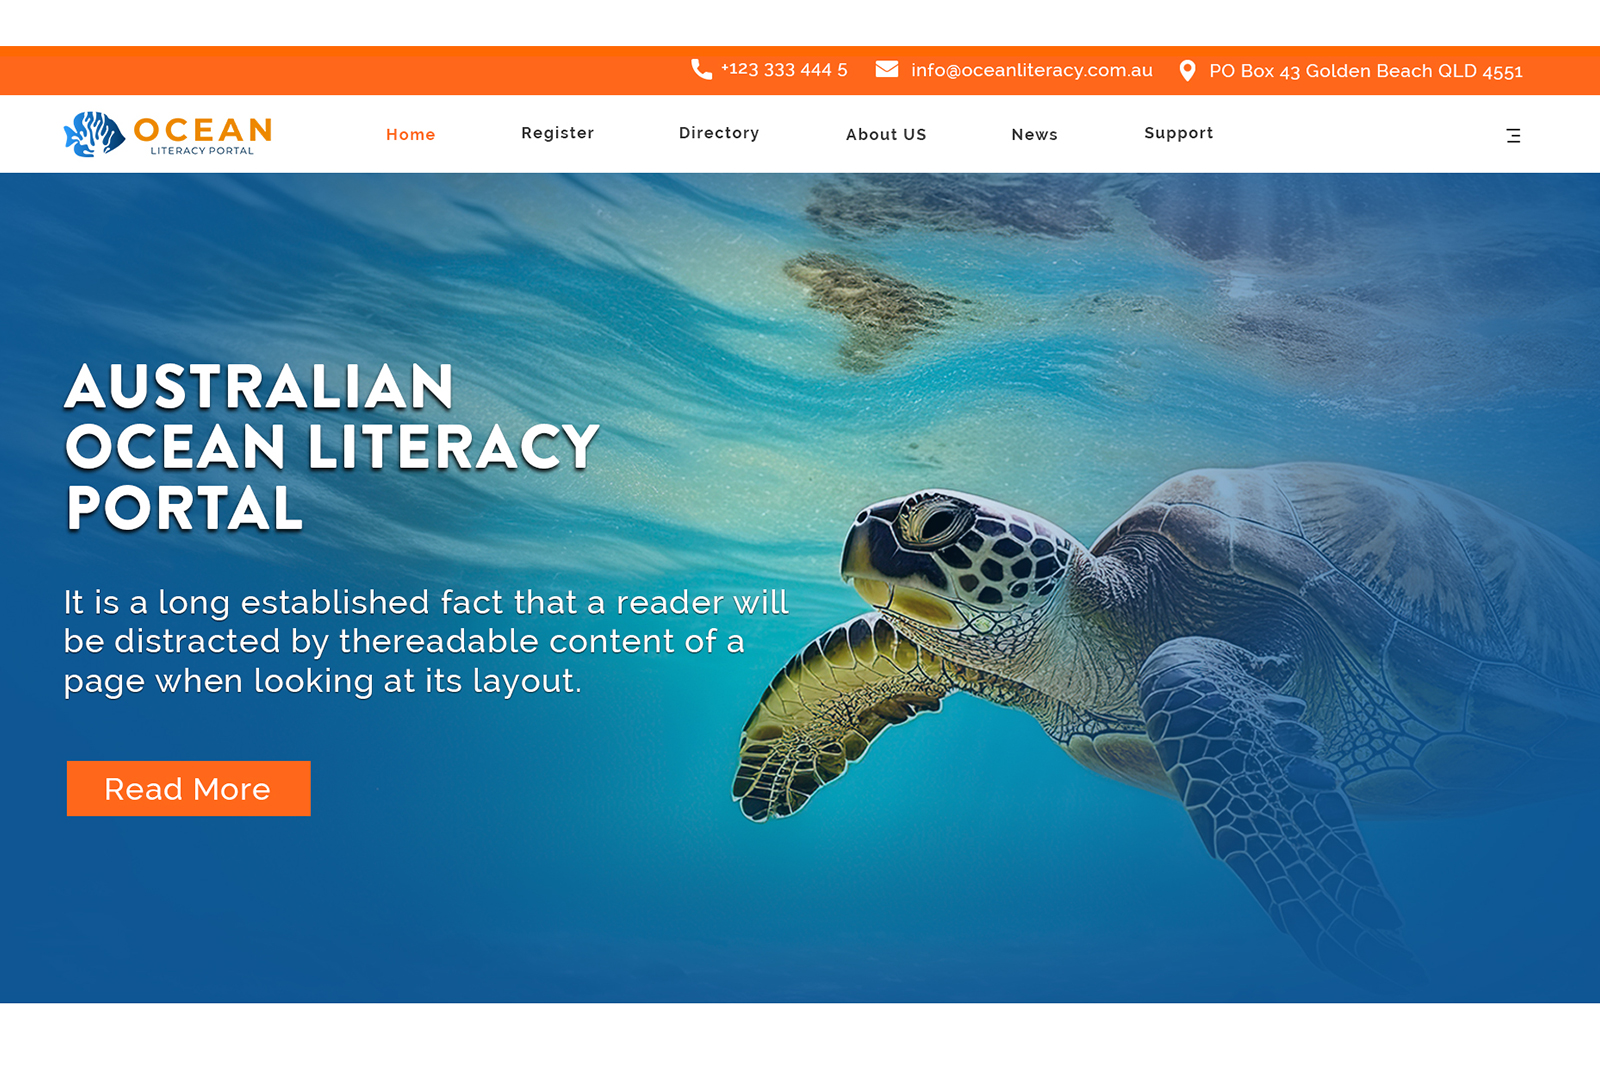 +123 333 444 5 info@oceanliteracy.com.au PO Box 43 Golden Beach QLD 4551
OCEAN
LITERACY PORTAL
Home Register Directory About US News Support
AUSTRALIAN
OCEAN LITERACY
PORTAL
It is a long established fact that a reader will
be distracted by thereadable content of a
page when looking at its layout.
Read More